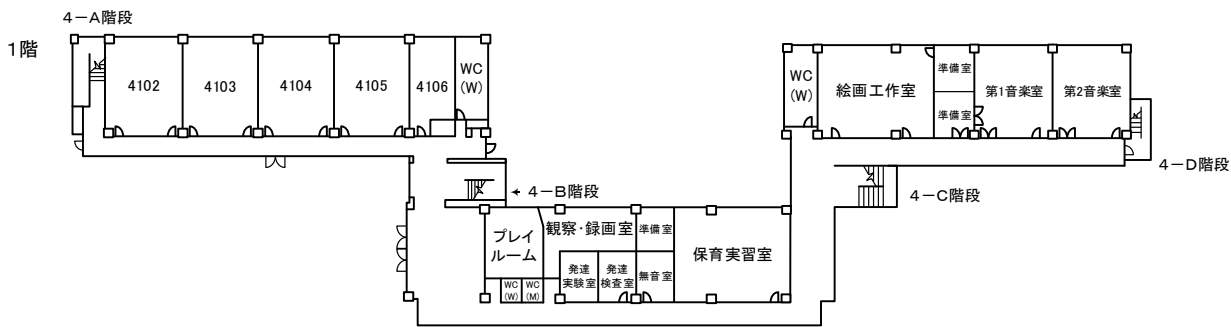 4－A階段
1階
4102
4103
4104
4105
4106
WC
(W)
WC
(W)
絵画工作室
準備室
準備室
第1音楽室
第2音楽室
4－D階段
4－C階段
← 4－B階段
プレイ
ルーム
観察・録画室
準備室
保育実習室
発達
実験室
発達
検査室
無音室
WC
(W)
WC
(M)